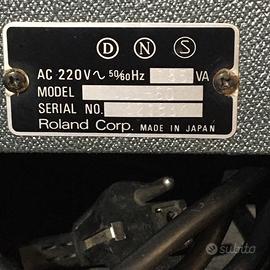 D N S
AC 220V~ 50/60Hz VA
MODEL
SERIAL NO.
Roland Corp. MADE IN JAPAN
subito